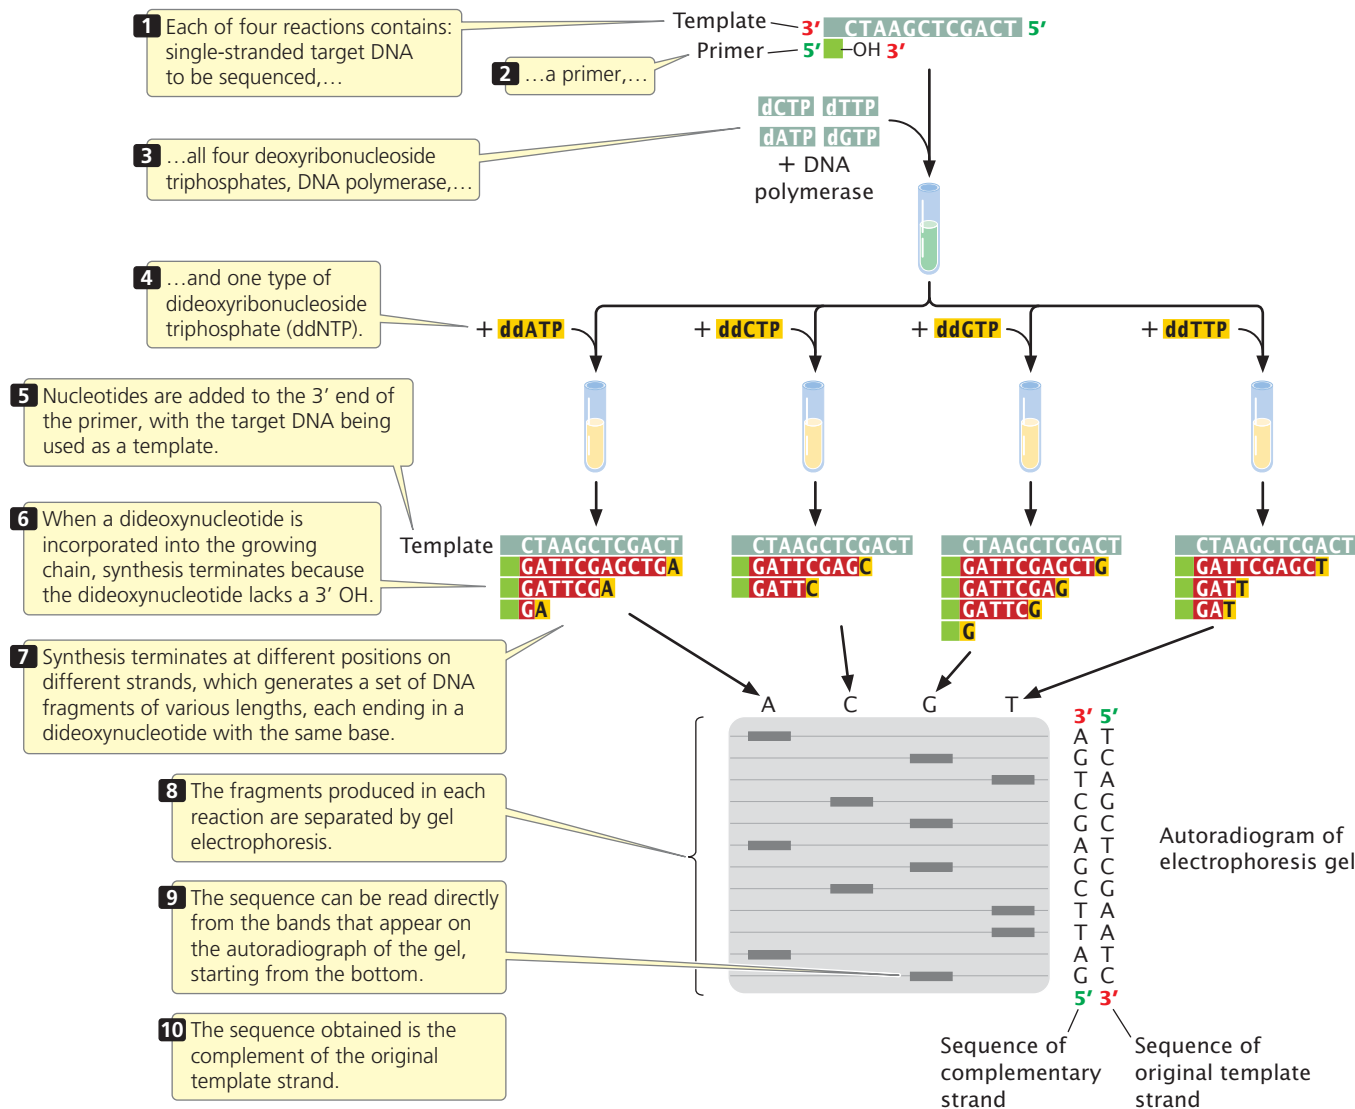 1 Each of four reactions contains:
single-stranded target DNA
to be sequenced,…
Template 3′ CTAAGCTCGACT 5′
Primer 5′ –OH 3′
2 …a primer,…
dCTP dTTP
dATP dGTP
+ DNA
polymerase
3 …all four deoxyribonucleoside
triphosphates, DNA polymerase,…
4 …and one type of
dideoxyribonucleoside
triphosphate (ddNTP).
+ ddATP + ddCTP + ddGTP + ddTTP
5 Nucleotides are added to the 3′ end of
the primer, with the target DNA being
used as a template.
6 When a dideoxynucleotide is
incorporated into the growing
chain, synthesis terminates because
the dideoxynucleotide lacks a 3′ OH.
Template CTAAGCTCGACT CTAAGCTCGACT CTAAGCTCGACT CTAAGCTCGACT
GATTCGAGCTGA GATTCGAGC GATTCGAGCTG GATTCGAGCT
GATTCGA GATTC GATTCGAG GATT
GA GATTCG GAT
G
7 Synthesis terminates at different positions on
different strands, which generates a set of DNA
fragments of various lengths, each ending in a
dideoxynucleotide with the same base.
A C G T
3′ 5′
A T
G C
T A
C G
G C
A T
G C
C G
T A
T A
A T
G C
5′ 3′
8 The fragments produced in each
reaction are separated by gel
electrophoresis.
Autoradiogram of
electrophoresis gel
9 The sequence can be read directly
from the bands that appear on
the autoradiograph of the gel,
starting from the bottom.
10 The sequence obtained is the
complement of the original
template strand.
Sequence of
complementary
strand
Sequence of
original template
strand